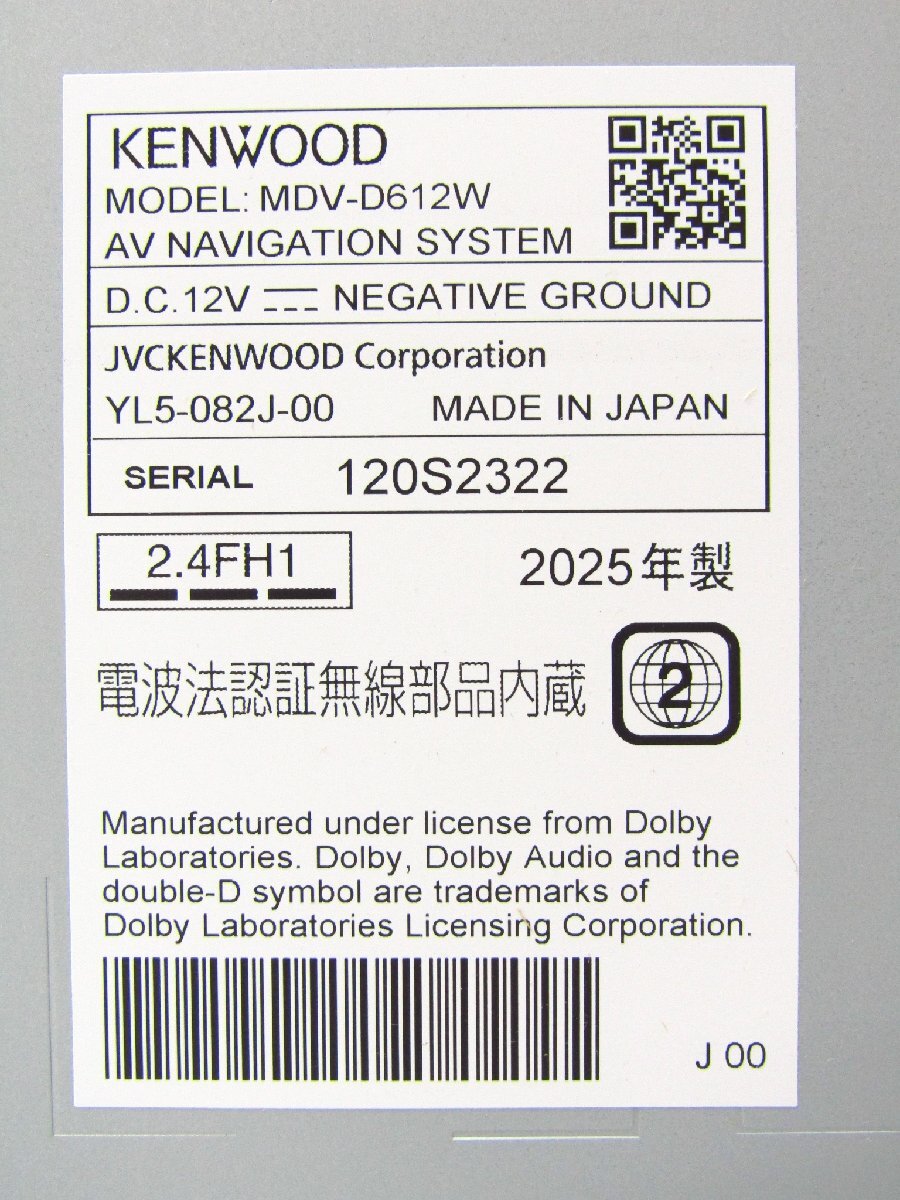 KENWOOD
MODEL: MDV-D612W
AV NAVIGATION SYSTEM
D.C.12V NEGATIVE GROUND
JVCKENWOOD Corporation
YL5-082J-00 MADE IN JAPAN
SERIAL 120S2322
2.4FH1
2025年製
電波法認証無線部品内蔵
2
Manufactured under license from Dolby
Laboratories. Dolby, Dolby Audio and the
double-D symbol are trademarks of
Dolby Laboratories Licensing Corporation.
J 00